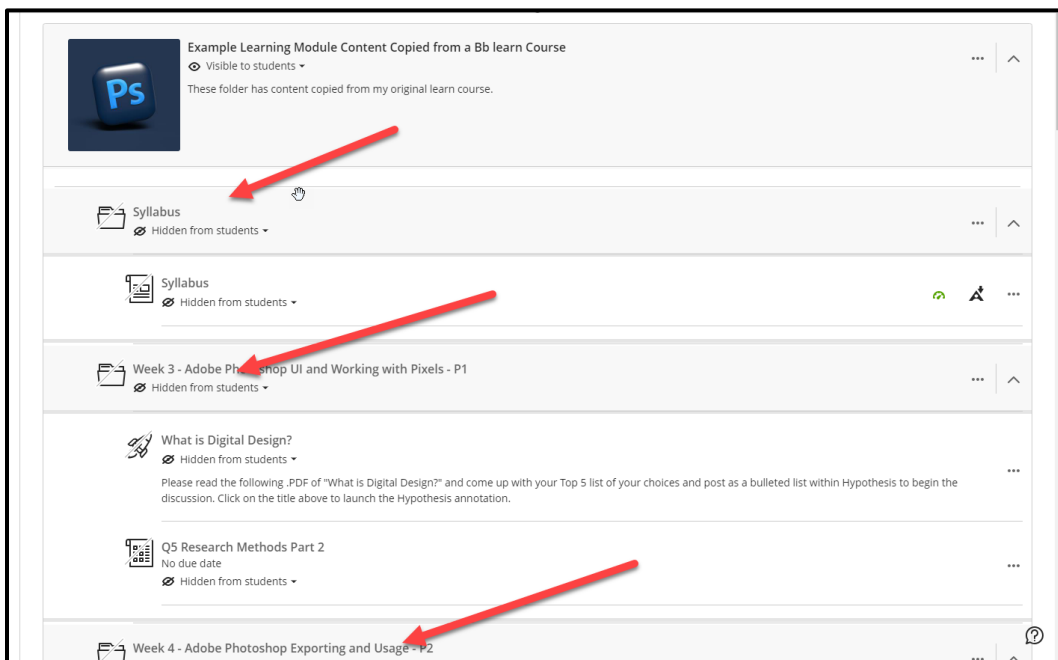 Example Learning Module Content Copied from a Bb learn Course
Visible to students
These folder has content copied from my original learn course.
Ps
Syllabus
Hidden from students
Syllabus
Hidden from students
Week 3 - Adobe Photoshop UI and Working with Pixels - P1
Hidden from students
What is Digital Design?
Hidden from students
Please read the following .PDF of "What is Digital Design?" and come up with your Top 5 list of your choices and post as a bulleted list within Hypothesis to begin the
discussion. Click on the title above to launch the Hypothesis annotation.
Q5 Research Methods Part 2
No due date
Hidden from students
Week 4 - Adobe Photoshop Exporting and Usage - P2